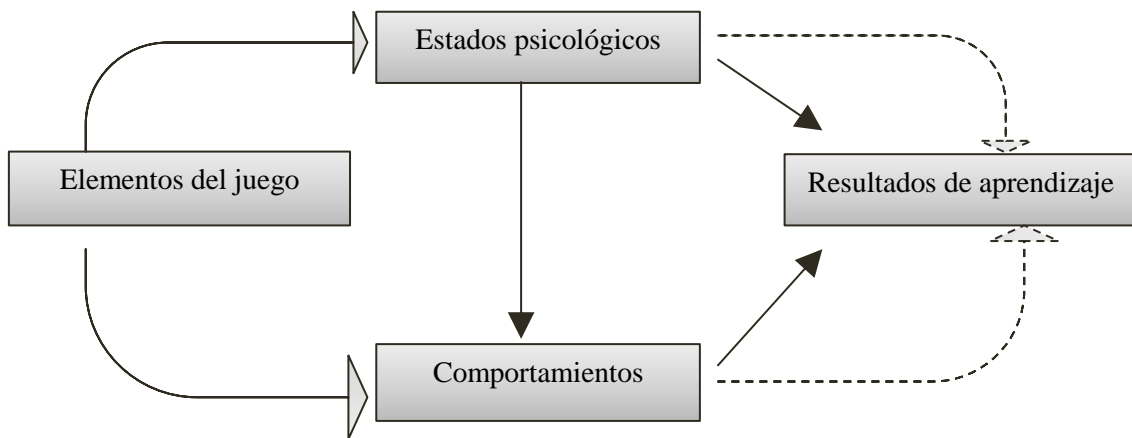 Estados psicológicos
Elementos del juego
Resultados de aprendizaje
Comportamientos